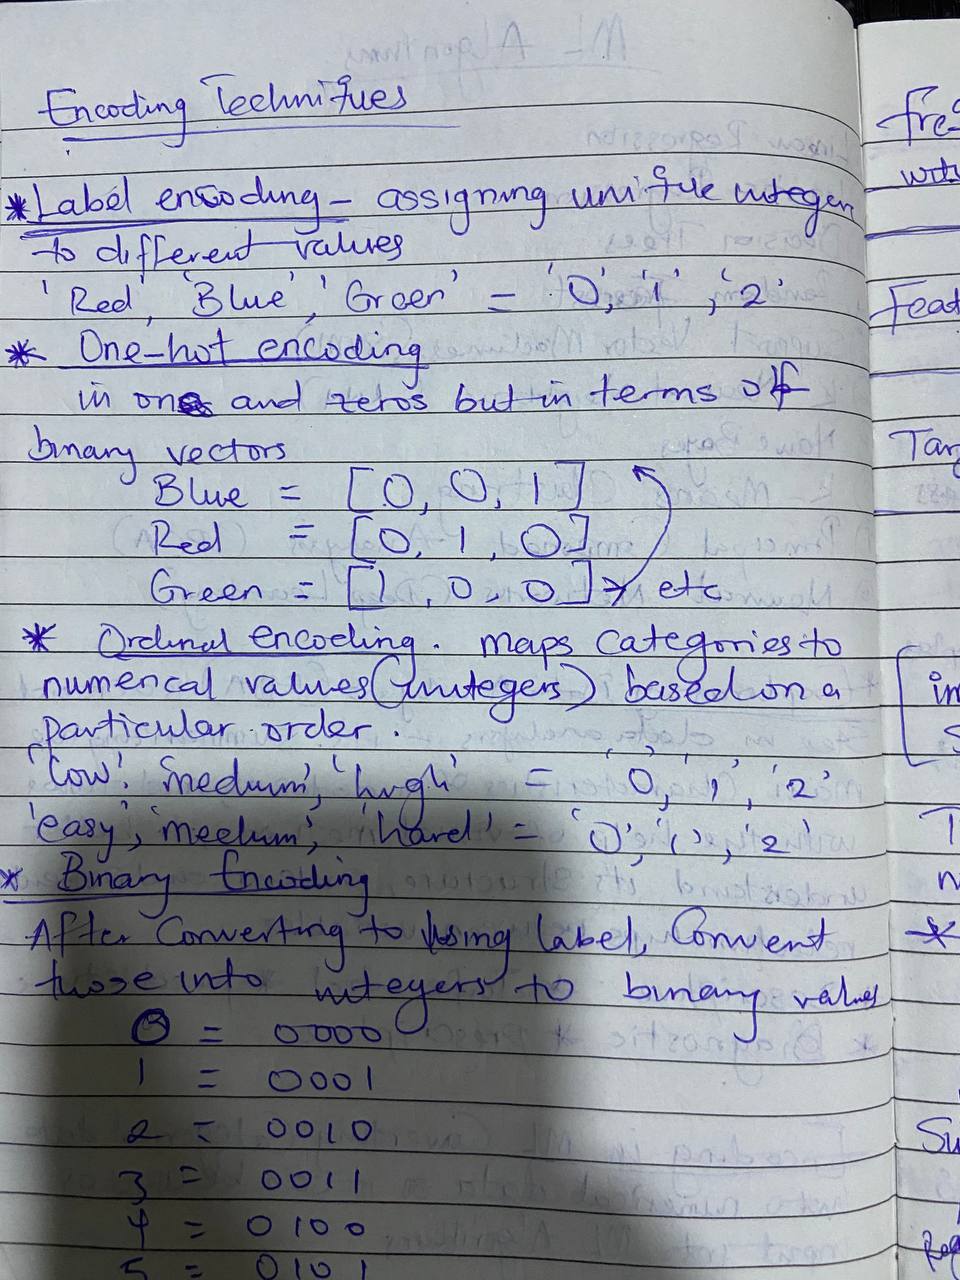 Encoding Techniques
* Label encoding - assigning unique integer
to different values
'Red', 'Blue', 'Green' = '0', '1', '2'
* One-hot encoding
in ones and zeros but in terms of
binary vectors
Blue = [0, 0, 1]
Red = [0, 1, 0]
Green = [1, 0, 0] → etc
* Ordinal encoding. maps categories to
numerical values (integers) based on a
particular order.
'low', 'medium', 'high' = '0', '1', '2'
'easy', 'medium', 'hard' = '0', '1', '2'
* Binary Encoding
After Converting to using label, Convert
those into integers to binary values
0 = 0000
1 = 0001
2 = 0010
3 = 0011
4 = 0100
5 = 0101
Fre
Feat
Tar
im
S
T
n
*
Su
Reg